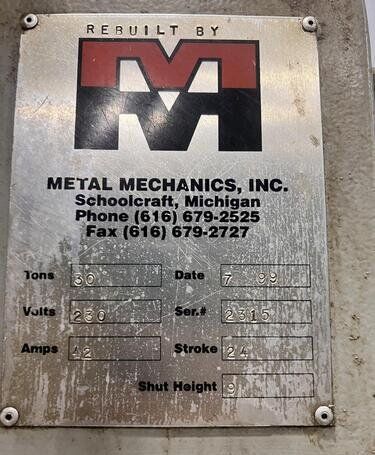 REBUILT BY
METAL MECHANICS, INC.
Schoolcraft, Michigan
Phone (616) 679-2525
Fax (616) 679-2727
Tons 30 Date 7 99
Volts 230 Ser.# 2315
Amps 42 Stroke 24
Shut Height 9